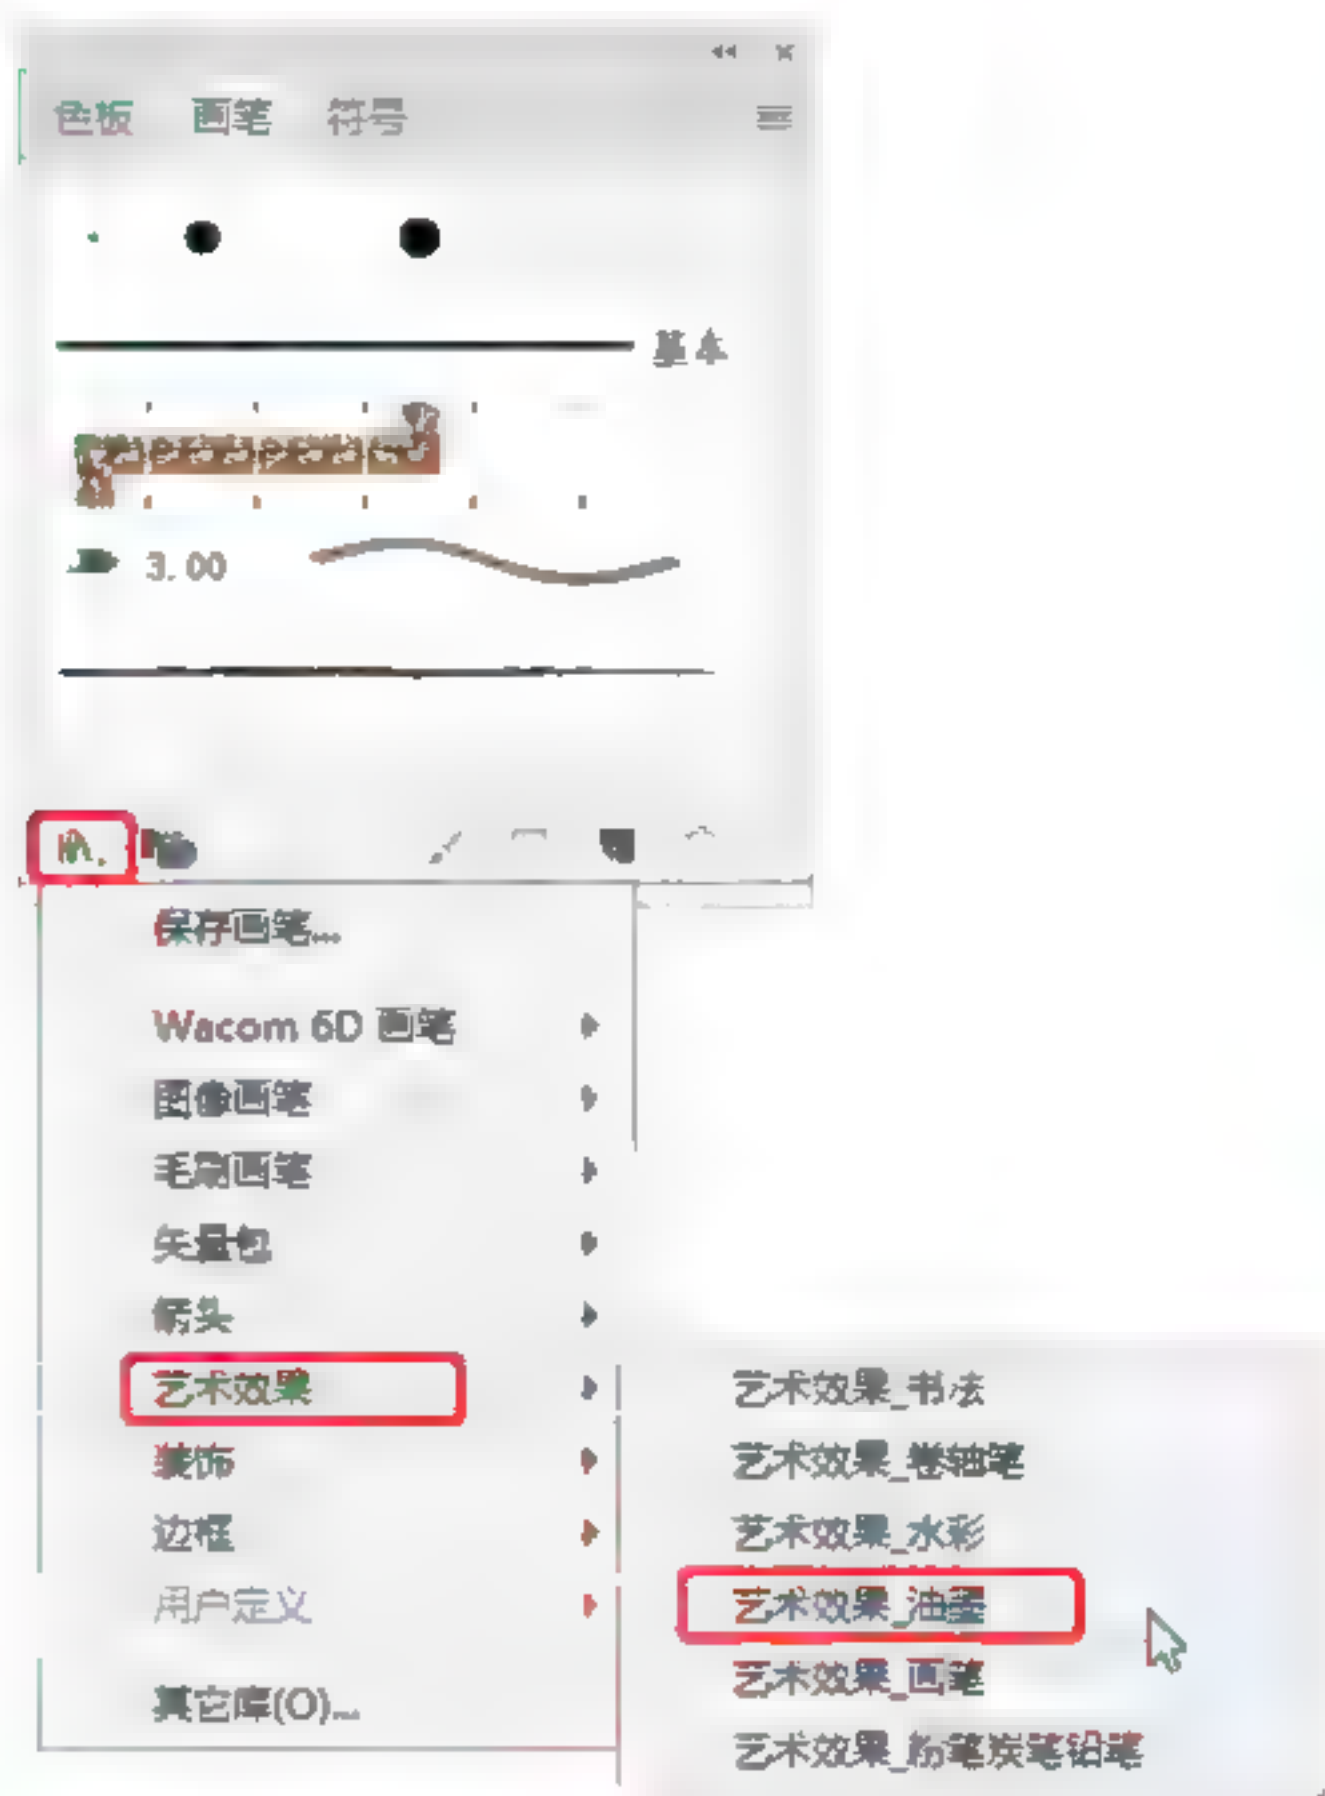 色板 画笔 符号
基本
3.00
保存画笔...
Wacom 6D 画笔
图像画笔
毛刷画笔
矢量包
箭头
艺术效果
装饰
边框
用户定义
其它库(O)...
艺术效果_书法
艺术效果_卷轴笔
艺术效果_水彩
艺术效果_油墨
艺术效果_画笔
艺术效果_粉笔炭笔铅笔